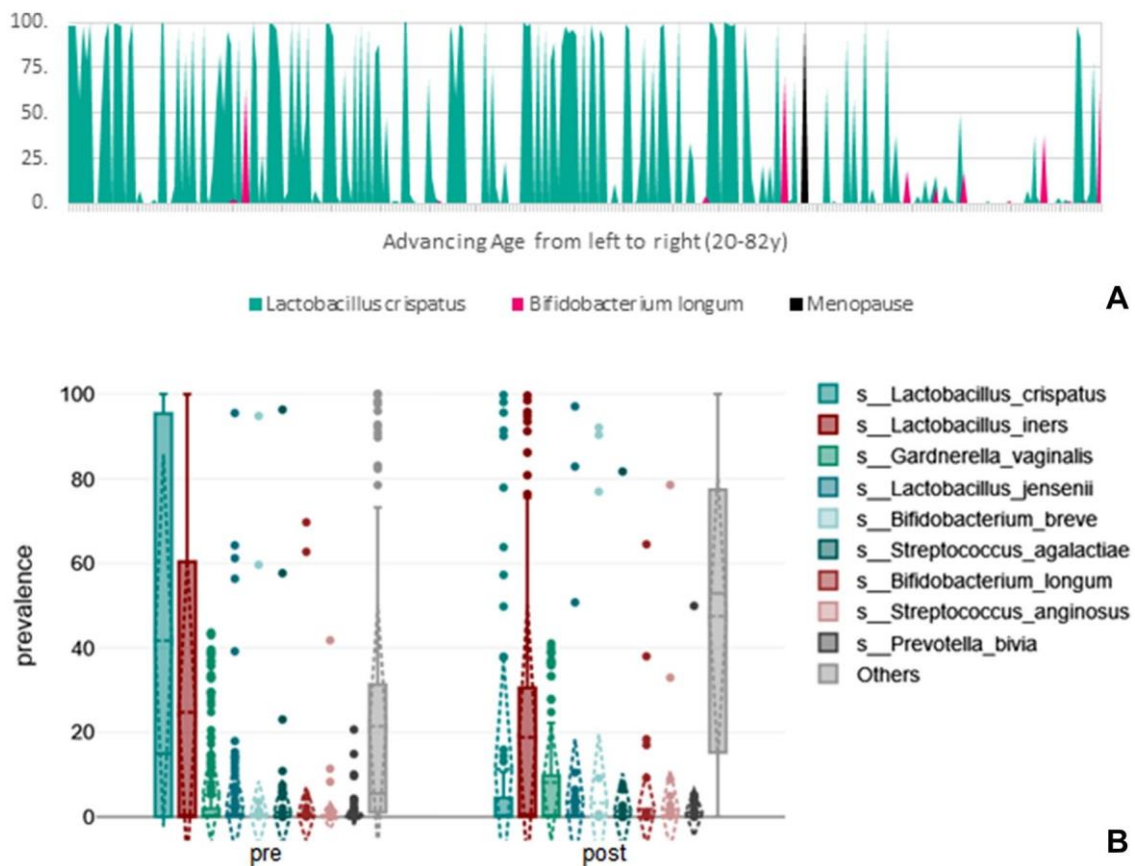 100.
75.
50.
25.
0.
Advancing Age from left to right (20-82y)
Lactobacillus crispatus Bifidobacterium longum Menopause
A
100
80
60
40
20
0
prevalence
pre post
s__Lactobacillus_crispatus
s__Lactobacillus_iners
s__Gardnerella_vaginalis
s__Lactobacillus_jensenii
s__Bifidobacterium_breve
s__Streptococcus_agalactiae
s__Bifidobacterium_longum
s__Streptococcus_anginosus
s__Prevotella_bivia
Others
B